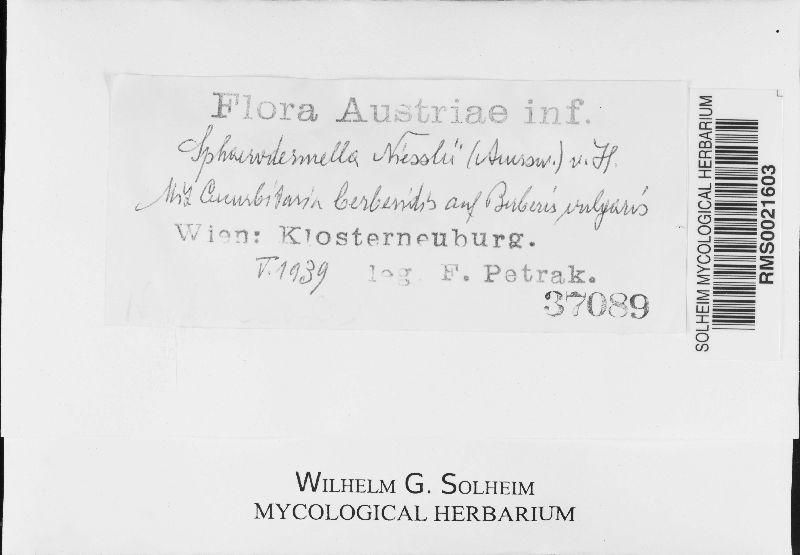 Flora Austriae inf.
Sphaerodermella Niesslii (Auersw.) v. H.
Mit Cucurbitaria berberidis auf Berberis vulgaris
Wien: Klosterneuburg.
V. 1939 leg. F. Petrak.
37089
SOLHEIM MYCOLOGICAL HERBARIUM
RMS0021603
WILHELM G. SOLHEIM
MYCOLOGICAL HERBARIUM